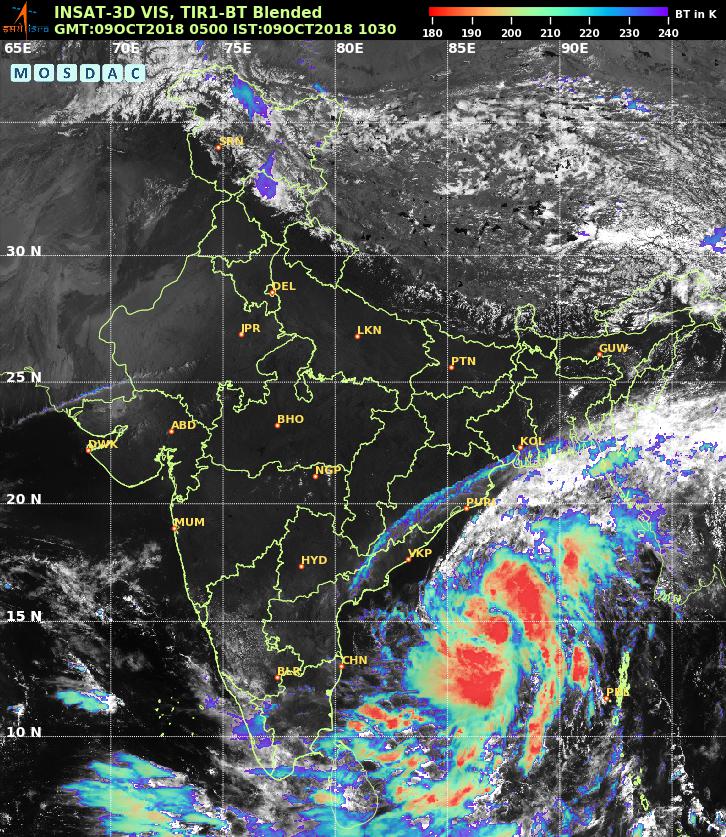 INSAT-3D VIS, TIR1-BT Blended
GMT:09OCT2018 0500 IST:09OCT2018 1030
BT in K
180 190 200 210 220 230 240
65E 70E 75E 80E 85E 90E
MOSDAC
SRN
30 N
DEL
JPR
LKN
GUW
PTN
25 N
ABD
BHO
DWK
KOL
NGP
20 N
PURI
MUM
VKP
HYD
15 N
CHN
BLR
10 N